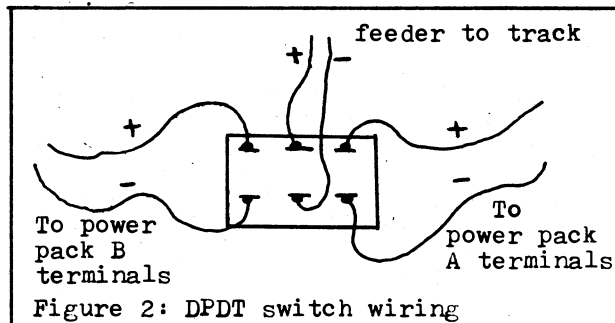 feeder to track
+ -
+ +
- -
To power
pack B
terminals
To
power pack
A terminals
Figure 2: DPDT switch wiring